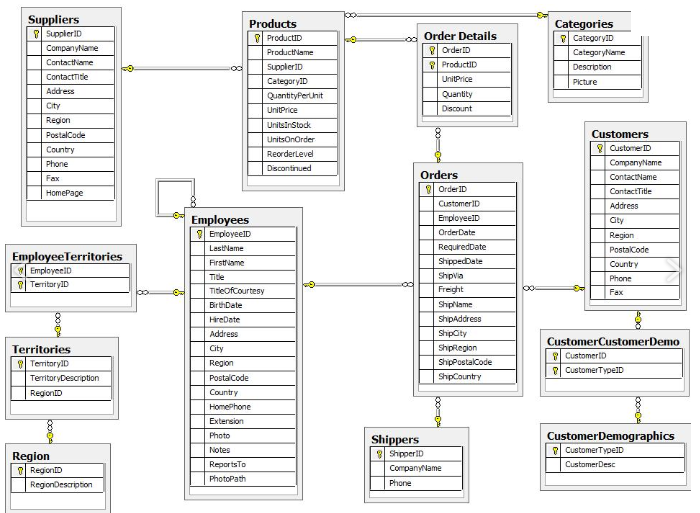 Suppliers
SupplierID
CompanyName
ContactName
ContactTitle
Address
City
Region
PostalCode
Country
Phone
Fax
HomePage
Products
ProductID
ProductName
SupplierID
CategoryID
QuantityPerUnit
UnitPrice
UnitsInStock
UnitsOnOrder
ReorderLevel
Discontinued
Order Details
OrderID
ProductID
UnitPrice
Quantity
Discount
Categories
CategoryID
CategoryName
Description
Picture
Customers
CustomerID
CompanyName
ContactName
ContactTitle
Address
City
Region
PostalCode
Country
Phone
Fax
Orders
OrderID
CustomerID
EmployeeID
OrderDate
RequiredDate
ShippedDate
ShipVia
Freight
ShipName
ShipAddress
ShipCity
ShipRegion
ShipPostalCode
ShipCountry
Employees
EmployeeID
LastName
FirstName
Title
TitleOfCourtesy
BirthDate
HireDate
Address
City
Region
PostalCode
Country
HomePhone
Extension
Photo
Notes
ReportsTo
PhotoPath
EmployeeTerritories
EmployeeID
TerritoryID
Territories
TerritoryID
TerritoryDescription
RegionID
Region
RegionID
RegionDescription
Shippers
ShipperID
CompanyName
Phone
CustomerCustomerDemo
CustomerID
CustomerTypeID
CustomerDemographics
CustomerTypeID
CustomerDesc